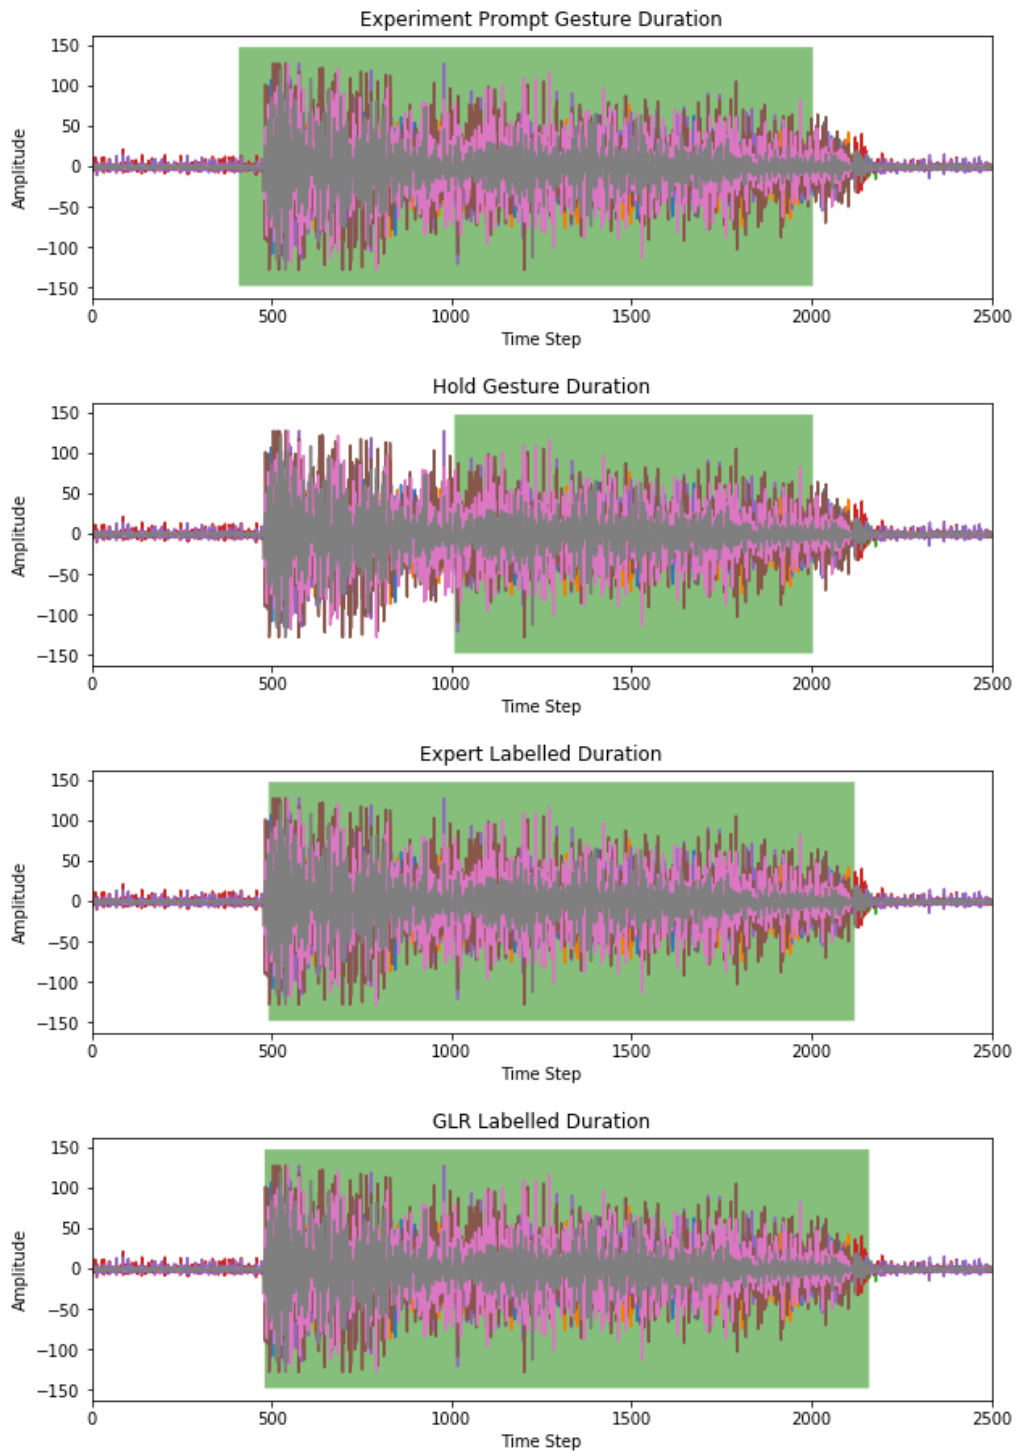 Experiment Prompt Gesture Duration
150
100
50
0
−50
−100
−150
Amplitude
0 500 1000 1500 2000 2500
Time Step
Hold Gesture Duration
150
100
50
0
−50
−100
−150
Amplitude
0 500 1000 1500 2000 2500
Time Step
Expert Labelled Duration
150
100
50
0
−50
−100
−150
Amplitude
0 500 1000 1500 2000 2500
Time Step
GLR Labelled Duration
150
100
50
0
−50
−100
−150
Amplitude
0 500 1000 1500 2000 2500
Time Step